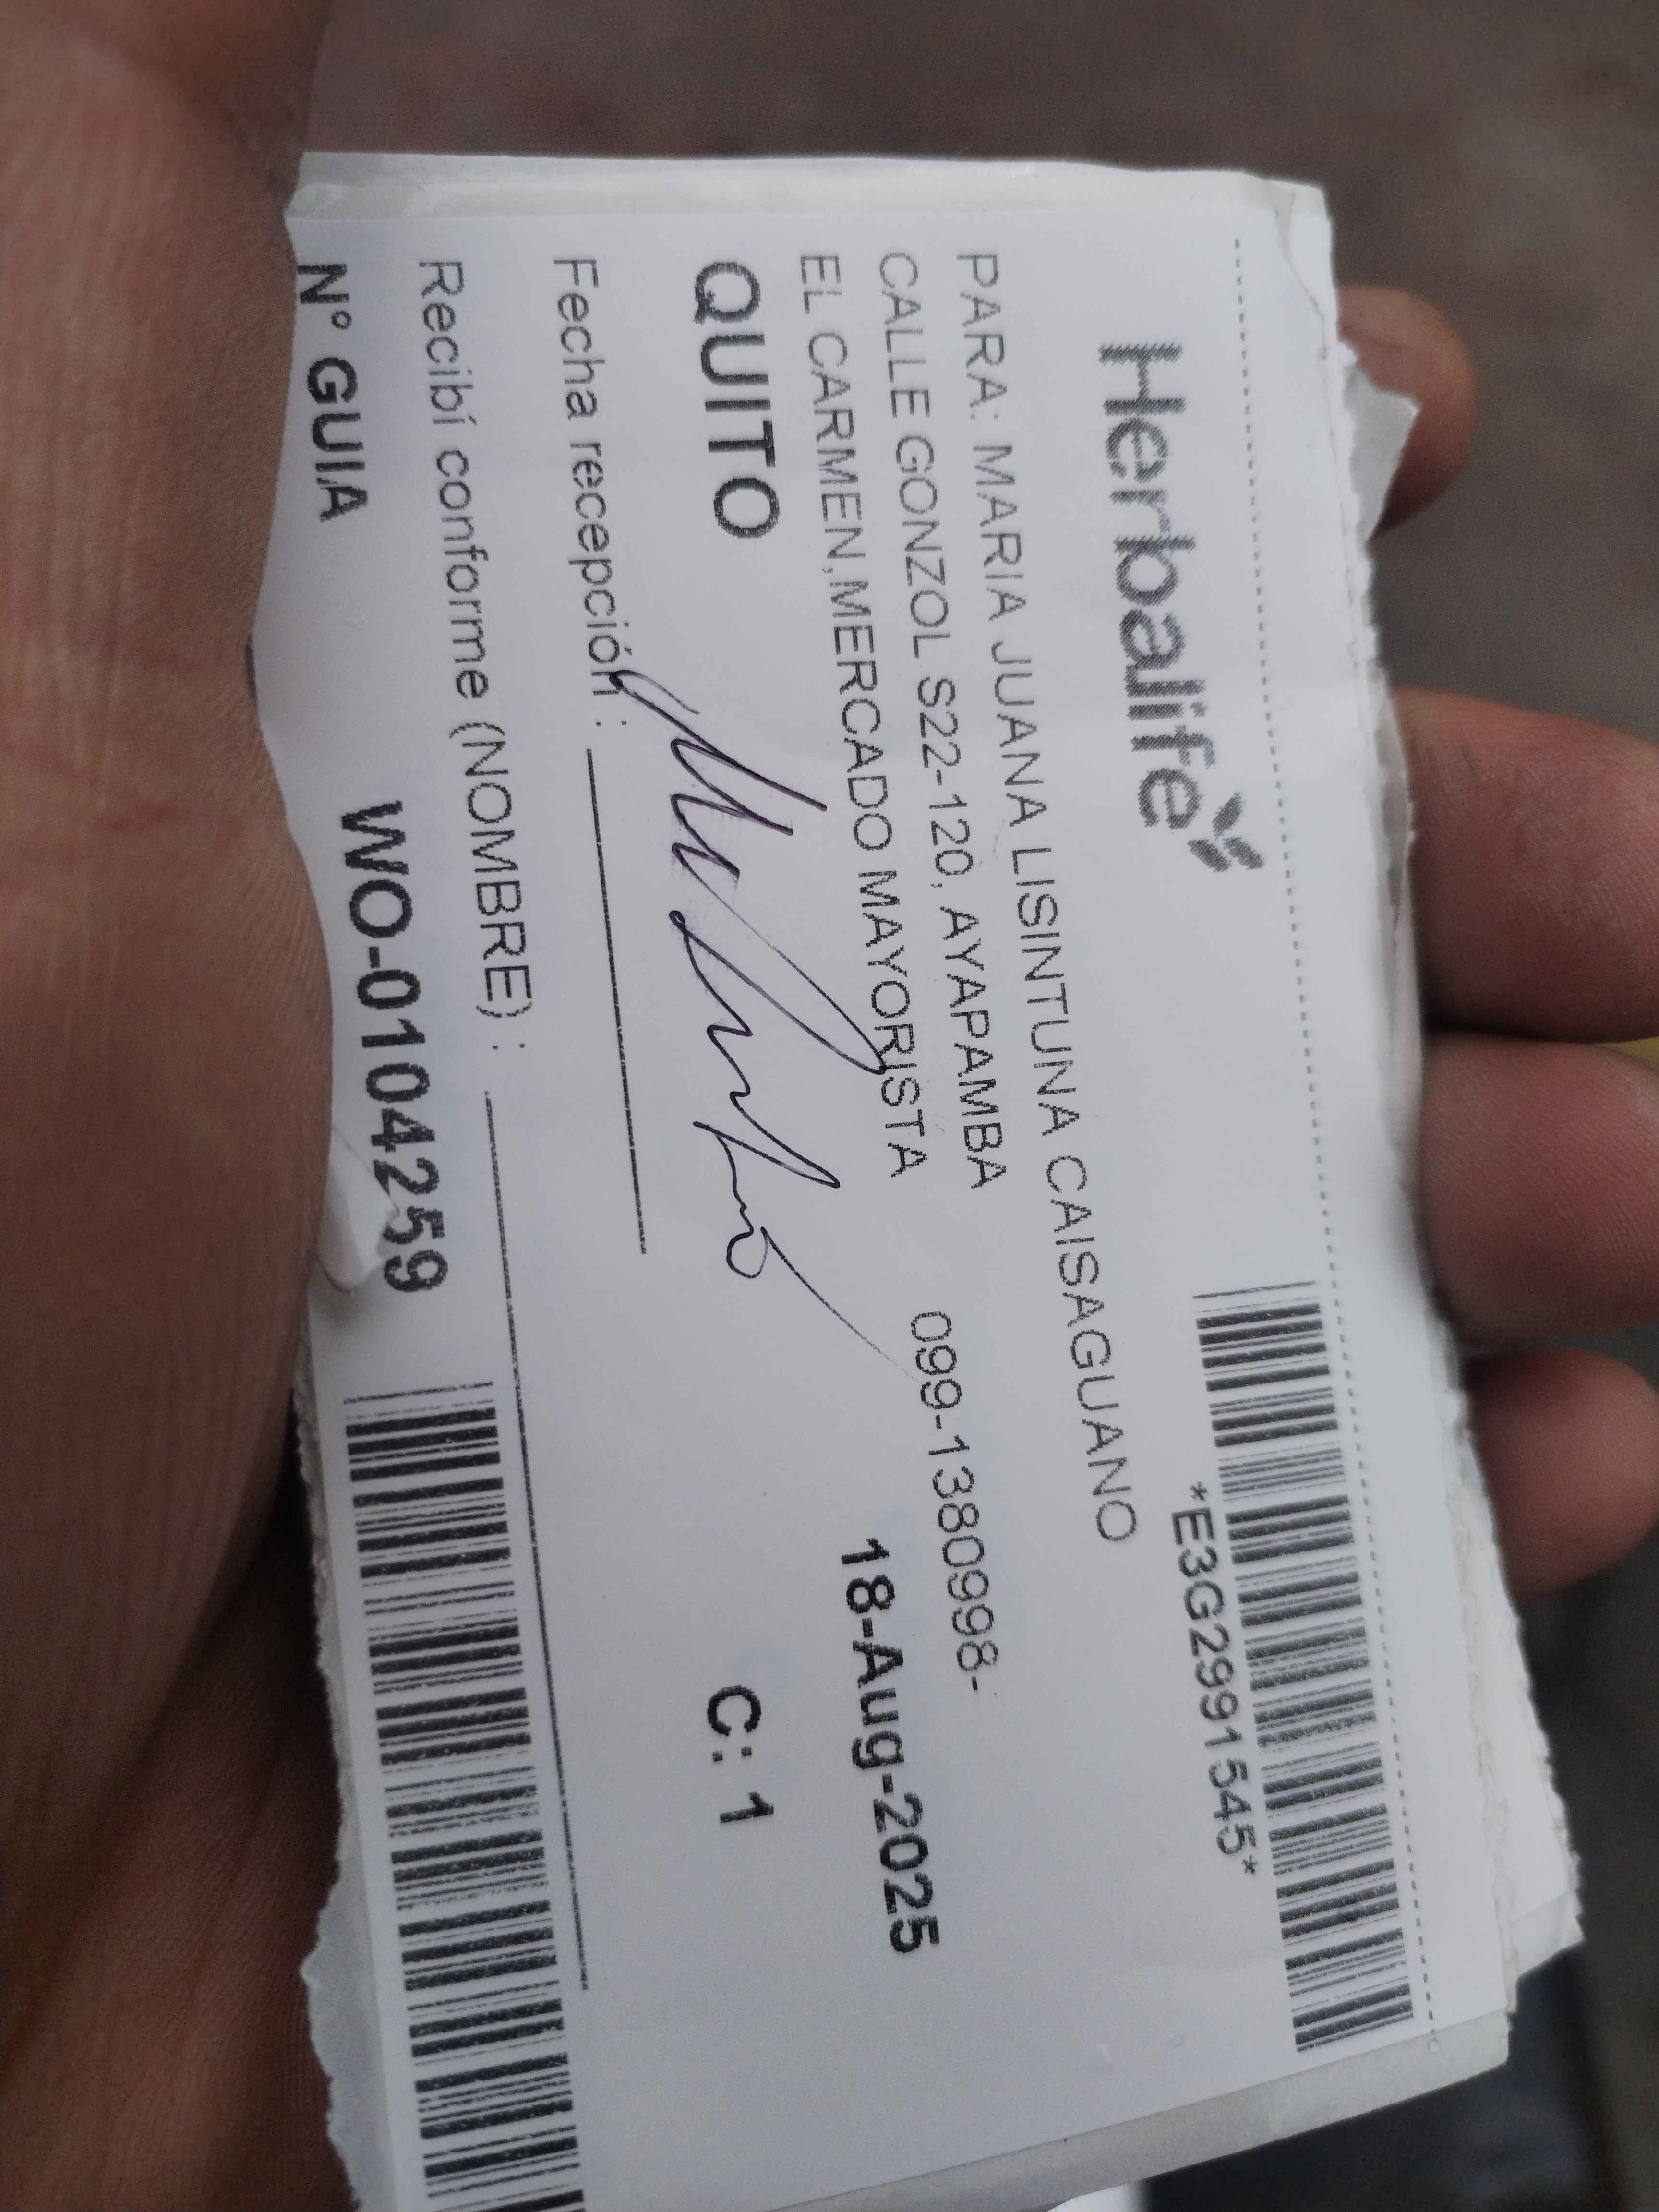 Herbalife
*E3G2991545*
PARA: MARIA JUANA LISINTUNA CAISAGUANO
CALLE GONZOL S22-120, AYAPAMBA
099-1380998-
EL CARMEN,MERCADO MAYORISTA
18-Aug-2025
QUITO
C: 1
Fecha recepción :
Recibí conforme (NOMBRE) :
N° GUIA
WO-0104259